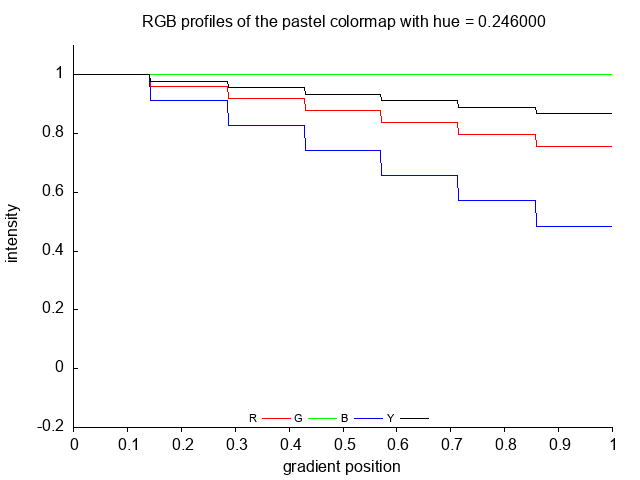 RGB profiles of the pastel colormap with hue = 0.246000
1
0.8
0.6
0.4
0.2
0
-0.2
intensity
R G B Y
0 0.1 0.2 0.3 0.4 0.5 0.6 0.7 0.8 0.9 1
gradient position